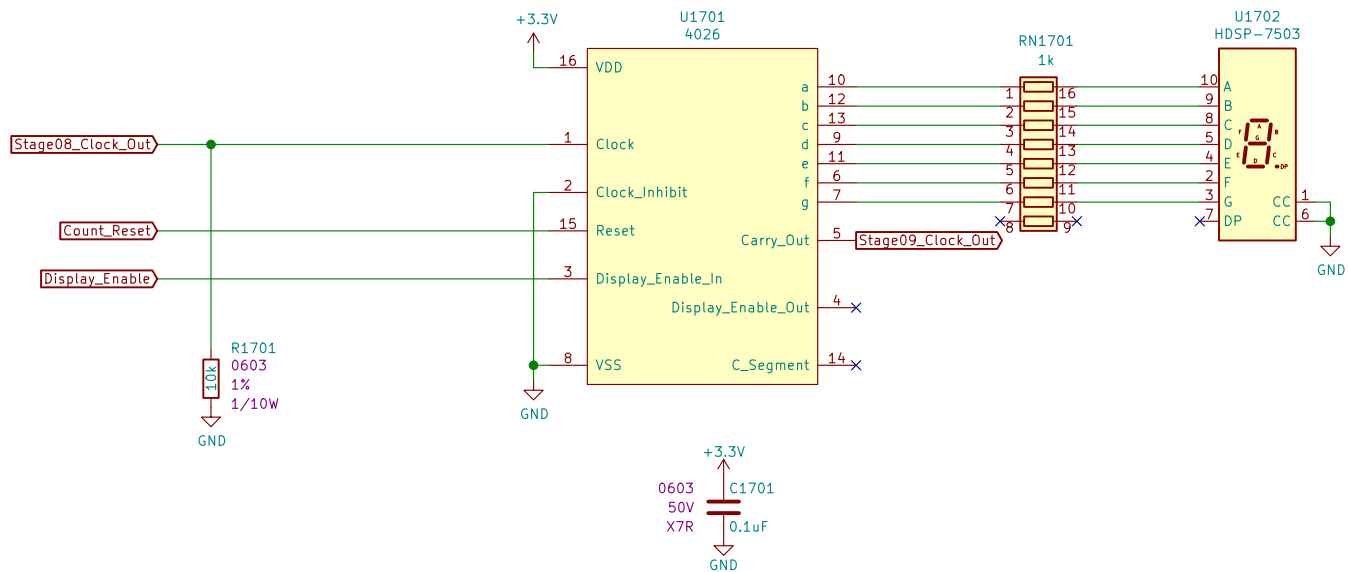 +3.3V
U1701
4026
16 VDD
Stage08_Clock_Out
1 Clock
2 Clock_Inhibit
Count_Reset
15 Reset
Display_Enable
3 Display_Enable_In
8 VSS
GND
a 10
b 12
c 13
d 9
e 11
f 6
g 7
Carry_Out 5
Stage09_Clock_Out
Display_Enable_Out 4
C_Segment 14
RN1701
1k
1 16
2 15
3 14
4 13
5 12
6 11
7 10
8 9
U1702
HDSP-7503
10 A
9 B
8 C
5 D
4 E
2 F
3 G
7 DP
A
F B
G
E C
D
DP
CC 1
CC 6
GND
R1701
10k
0603
1%
1/10W
GND
+3.3V
C1701
0603
50V
X7R
0.1uF
GND